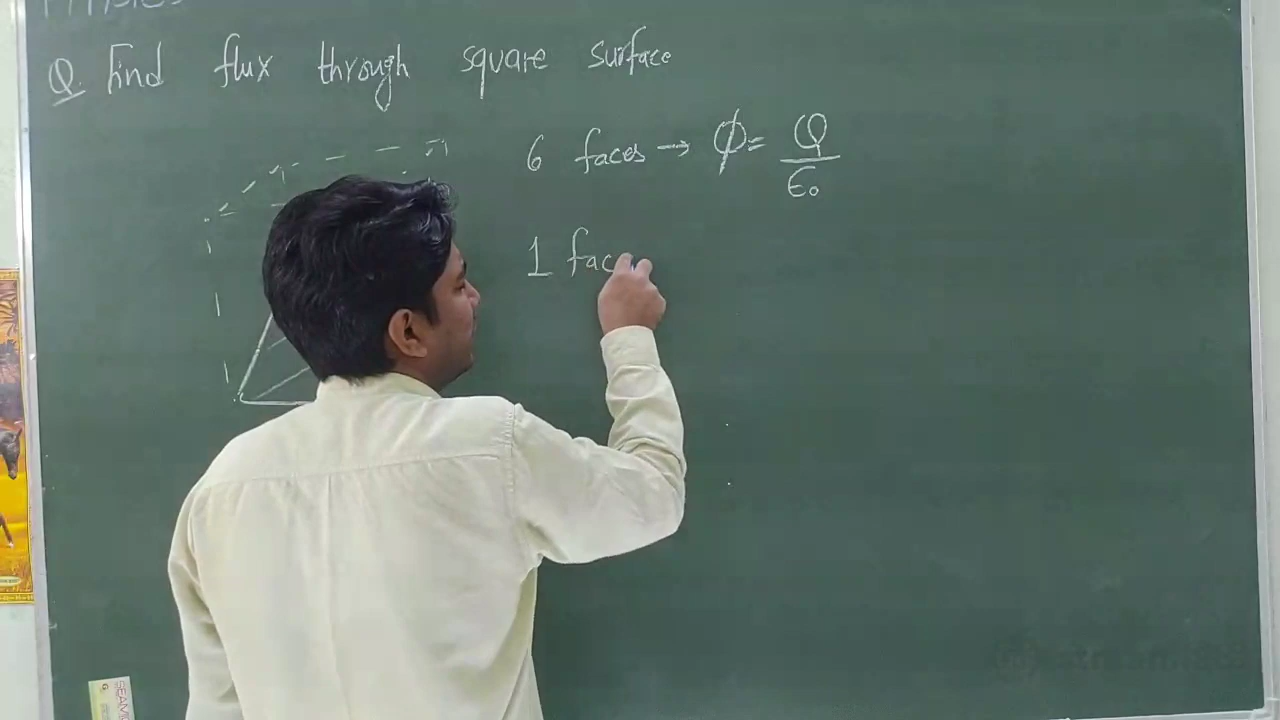 Q. Find flux through square surface
6 faces → ϕ = Q / ϵ₀
1 fac